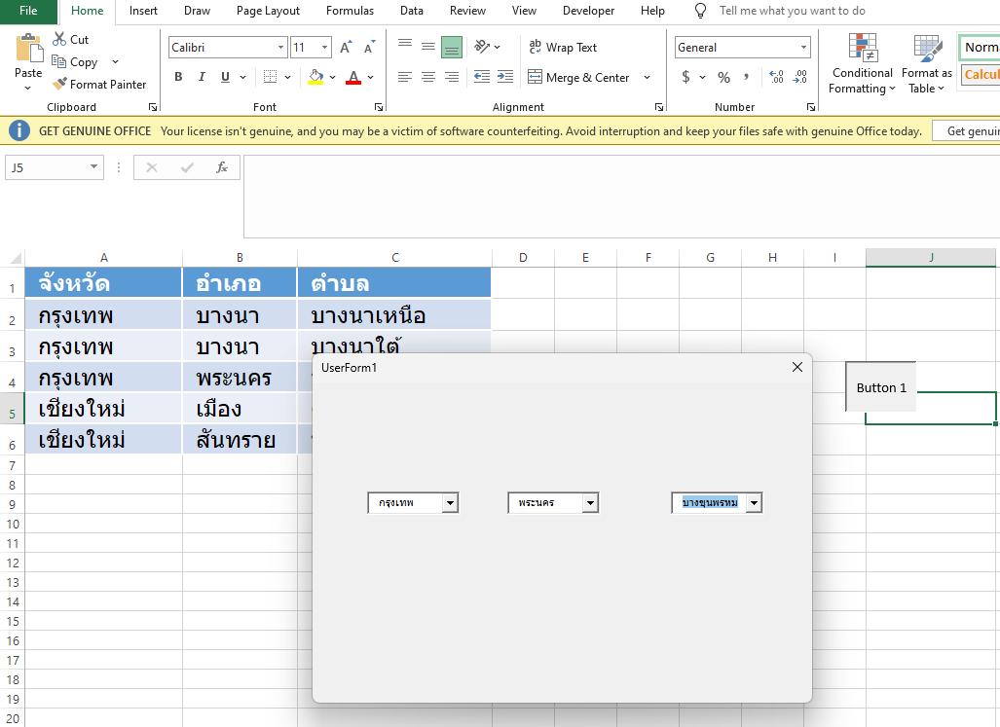 File Home Insert Draw Page Layout Formulas Data Review View Developer Help Tell me what you want to do
Cut
Copy
Format Painter
Paste
Clipboard
Calibri 11
B I U
Font
ab Wrap Text
Merge & Center
Alignment
General
$ % ,
Number
Conditional Formatting
Format as Table
Norma
Calcul
GET GENUINE OFFICE Your license isn't genuine, and you may be a victim of software counterfeiting. Avoid interruption and keep your files safe with genuine Office today. Get genuin
J5 fx
A B C D E F G H I J
1 จังหวัด อำเภอ ตำบล
2 กรุงเทพ บางนา บางนาเหนือ
3 กรุงเทพ บางนา บางนาใต้
4 กรุงเทพ พระนคร
5 เชียงใหม่ เมือง
6 เชียงใหม่ สันทราย
7
8
9
10
11
12
13
14
15
16
17
18
19
20
UserForm1
กรุงเทพ พระนคร บางขุนพรหม
Button 1